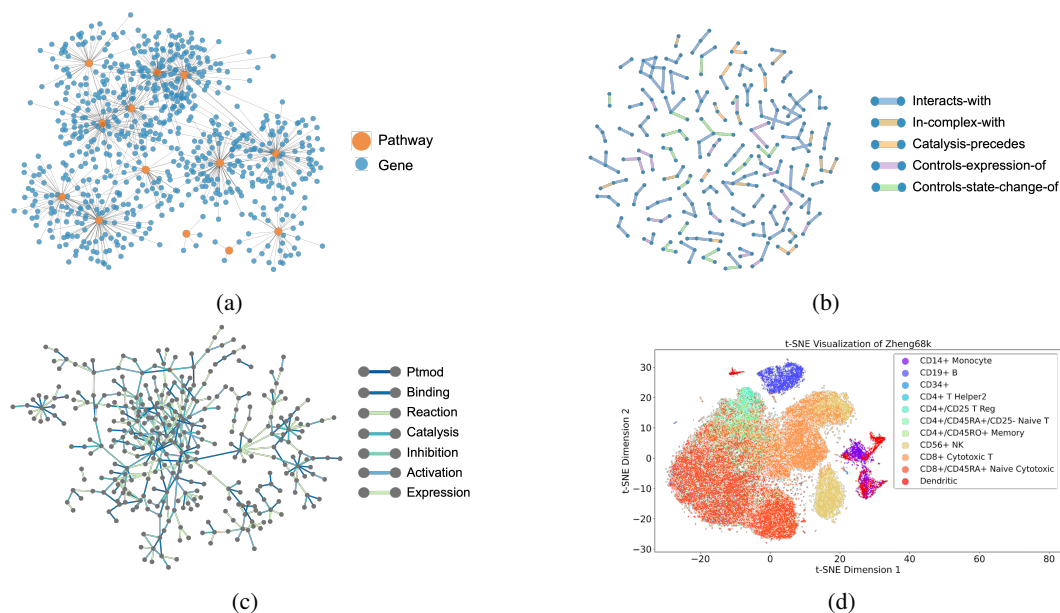 Pathway
Gene
(a)
Interacts-with
In-complex-with
Catalysis-precedes
Controls-expression-of
Controls-state-change-of
(b)
Ptmod
Binding
Reaction
Catalysis
Inhibition
Activation
Expression
(c)
t-SNE Visualization of Zheng68k
t-SNE Dimension 2
30
20
10
0
−10
−20
−30
CD14+ Monocyte
CD19+ B
CD34+
CD4+ T Helper2
CD4+/CD25 T Reg
CD4+/CD45RA+/CD25- Naive T
CD4+/CD45RO+ Memory
CD56+ NK
CD8+ Cytotoxic T
CD8+/CD45RA+ Naive Cytotoxic
Dendritic
−20 0 20 40 60 80
t-SNE Dimension 1
(d)